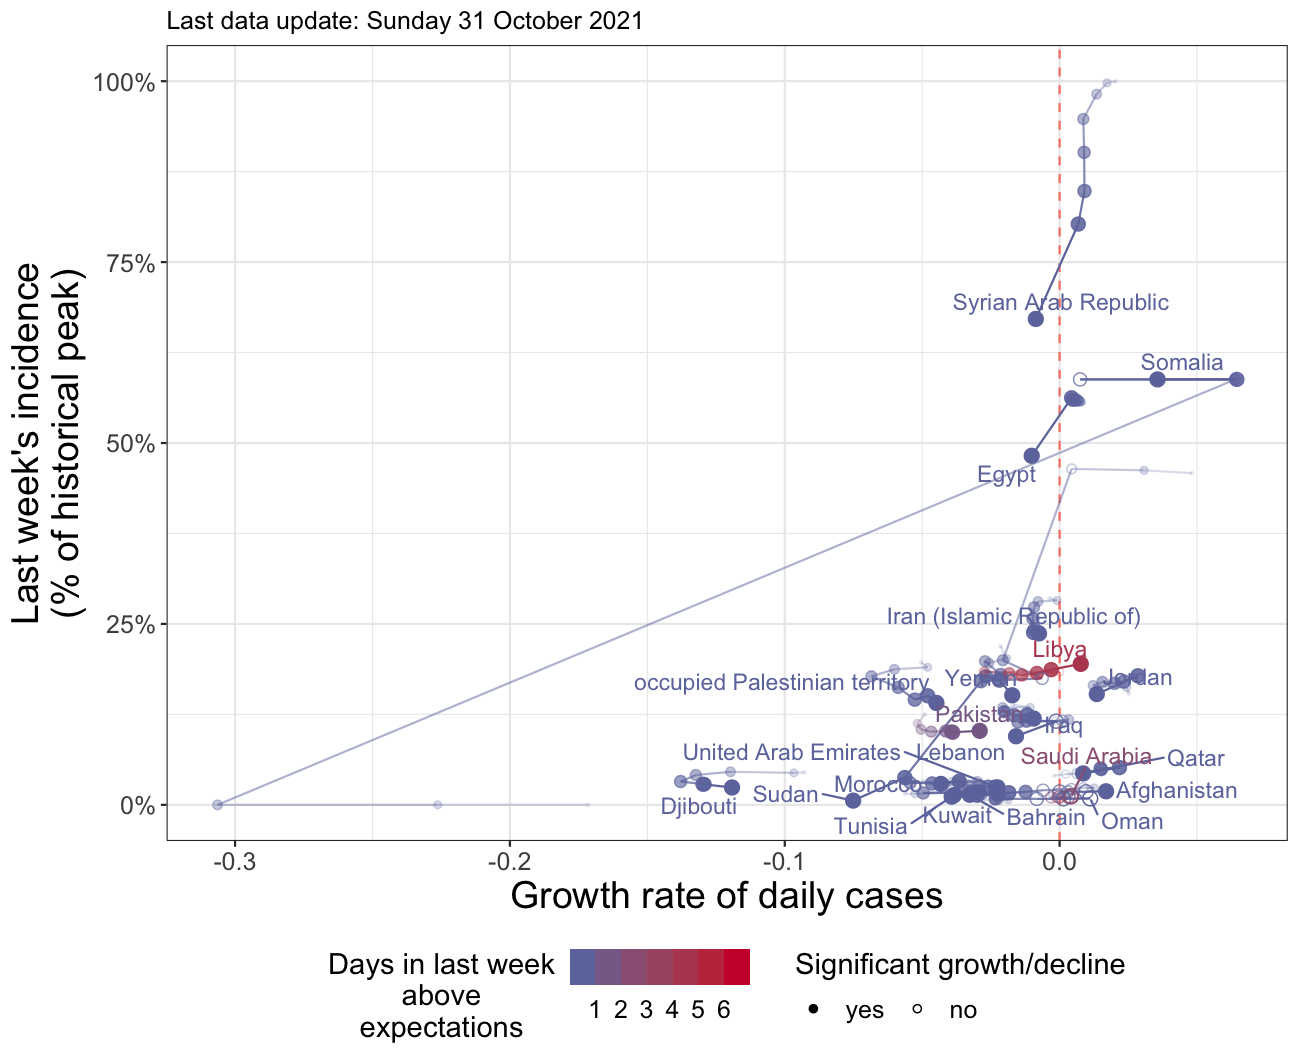 Last data update: Sunday 31 October 2021
100%
75%
50%
25%
0%
Last week's incidence
(% of historical peak)
Syrian Arab Republic
Somalia
Egypt
Iran (Islamic Republic of)
Libya
occupied Palestinian territory
Yemen
Jordan
Pakistan
Iraq
United Arab Emirates
Lebanon
Saudi Arabia
Qatar
Djibouti
Sudan
Morocco
Afghanistan
Tunisia
Kuwait
Bahrain
Oman
-0.3
-0.2
-0.1
0.0
Growth rate of daily cases
Days in last week
above
expectations
1 2 3 4 5 6
Significant growth/decline
yes
no